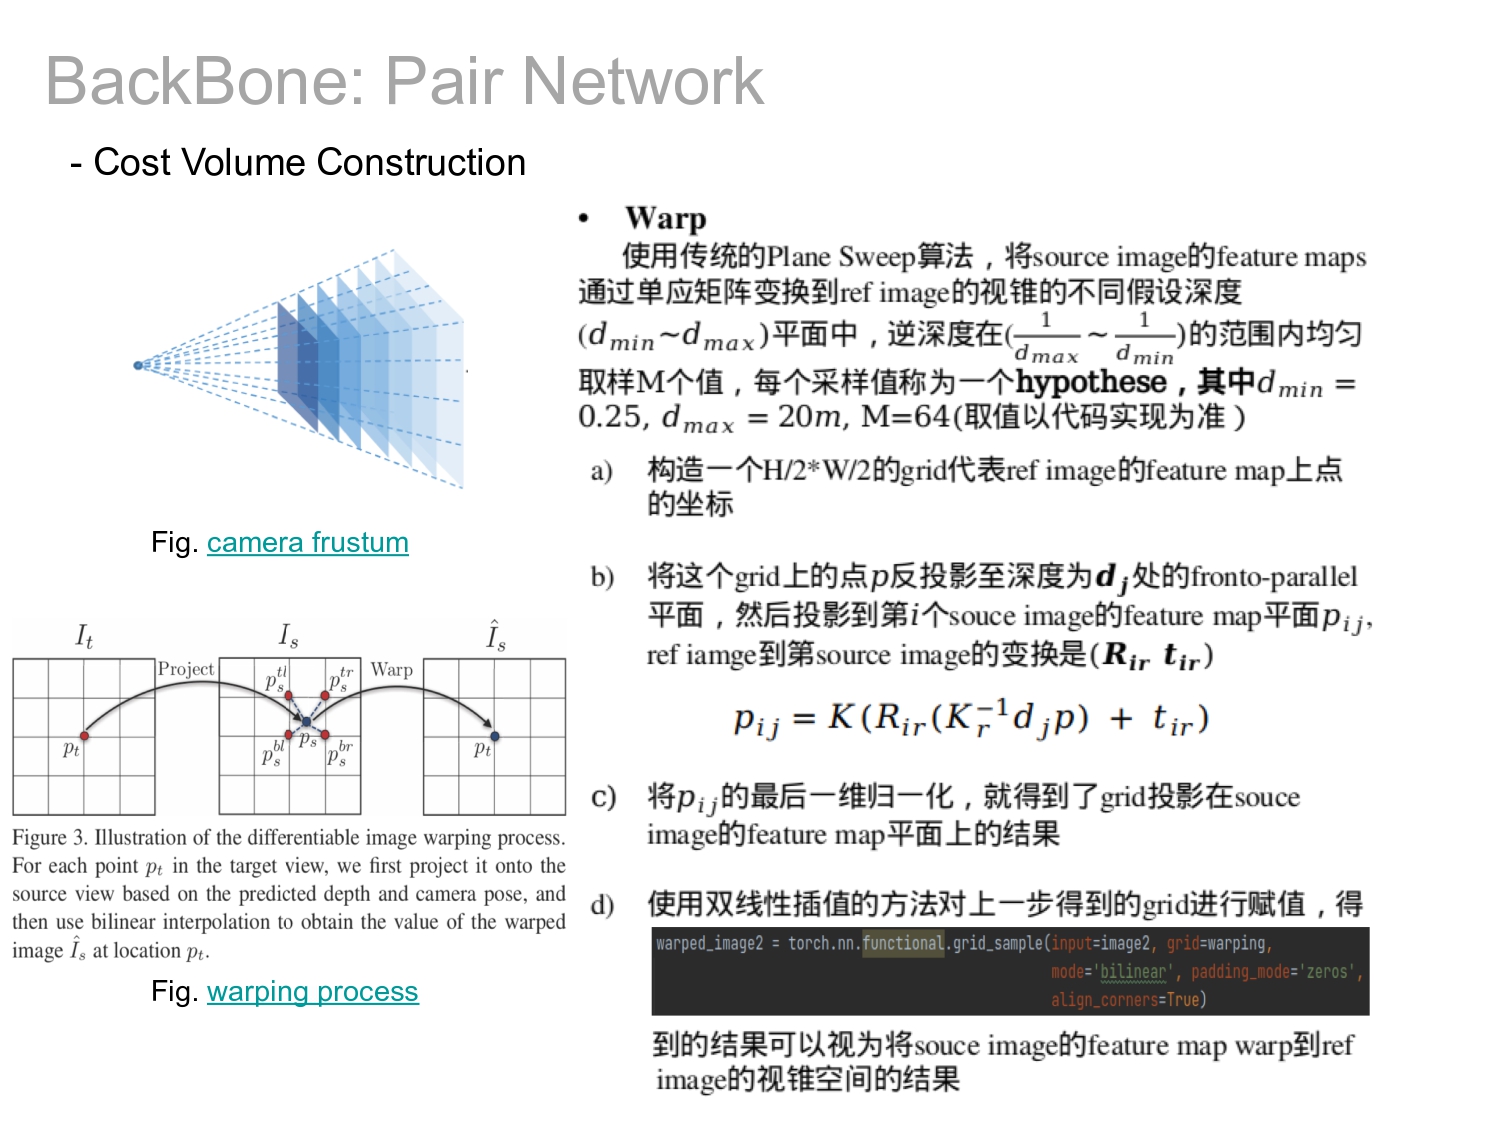 BackBone: Pair Network
- Cost Volume Construction
Fig. camera frustum
I_t
I_s
Î_s
Project
Warp
p_s^{tl}
p_s^{tr}
p_t
p_s^{bl}
p_s
p_s^{br}
p_t
Figure 3. Illustration of the differentiable image warping process.
For each point p_t in the target view, we first project it onto the
source view based on the predicted depth and camera pose, and
then use bilinear interpolation to obtain the value of the warped
image Î_s at location p_t.
Fig. warping process
• Warp
使用传统的Plane Sweep算法，将source image的feature maps
通过单应矩阵变换到ref image的视锥的不同假设深度
(d_{min}~d_{max})平面中，逆深度在(\frac{1}{d_{max}} ~ \frac{1}{d_{min}})的范围内均匀
取样M个值，每个采样值称为一个hypothese，其中d_{min} =
0.25, d_{max} = 20m, M=64(取值以代码实现为准）
a) 构造一个H/2*W/2的grid代表ref image的feature map上点
的坐标
b) 将这个grid上的点p反投影至深度为d_j处的fronto-parallel
平面，然后投影到第i个souce image的feature map平面p_{ij},
ref iamge到第source image的变换是(R_{ir} t_{ir})
p_{ij} = K(R_{ir}(K_r^{-1}d_jp) + t_{ir})
c) 将p_{ij}的最后一维归一化，就得到了grid投影在souce
image的feature map平面上的结果
d) 使用双线性插值的方法对上一步得到的grid进行赋值，得
warped_image2 = torch.nn.functional.grid_sample(input=image2, grid=warping,
mode='bilinear', padding_mode='zeros',
align_corners=True)
到的结果可以视为将souce image的feature map warp到ref
image的视锥空间的结果